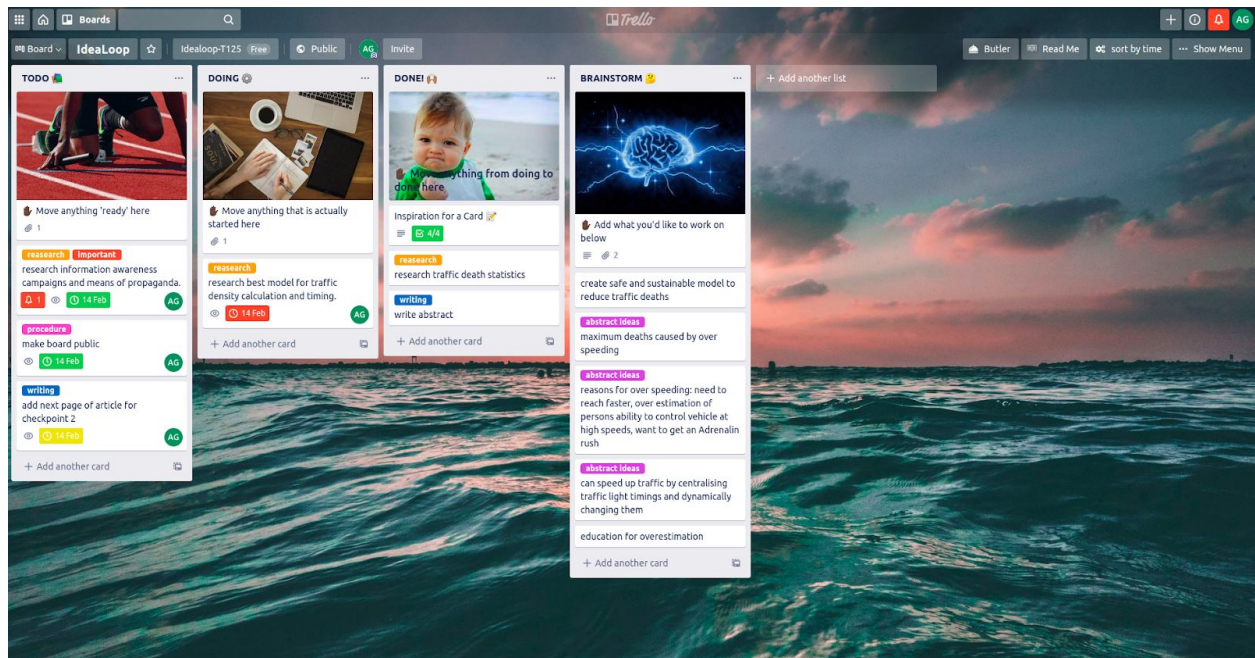 Boards
Trello
AG
Board
IdeaLoop
Idealoop-T125 Free
Public
AG
Invite
Butler
Read Me
sort by time
Show Menu
TODO
Move anything 'ready' here
1
reasearch
Important
research information awareness
campaigns and means of propaganda.
1
14 Feb
AG
procedure
make board public
14 Feb
AG
writing
add next page of article for
checkpoint 2
14 Feb
AG
+ Add another card
DOING
Move anything that is actually
started here
1
reasearch
research best model for traffic
density calculation and timing.
14 Feb
AG
+ Add another card
DONE!
Move anything from doing to
done here
Inspiration for a Card
4/4
reasearch
research traffic death statistics
writing
write abstract
+ Add another card
BRAINSTORM
Add what you'd like to work on
below
2
create safe and sustainable model to
reduce traffic deaths
abstract ideas
maximum deaths caused by over
speeding
abstract ideas
reasons for over speeding: need to
reach faster, over estimation of
persons ability to control vehicle at
high speeds, want to get an Adrenalin
rush
abstract ideas
can speed up traffic by centralising
traffic light timings and dynamically
changing them
education for overestimation
+ Add another card
+ Add another list